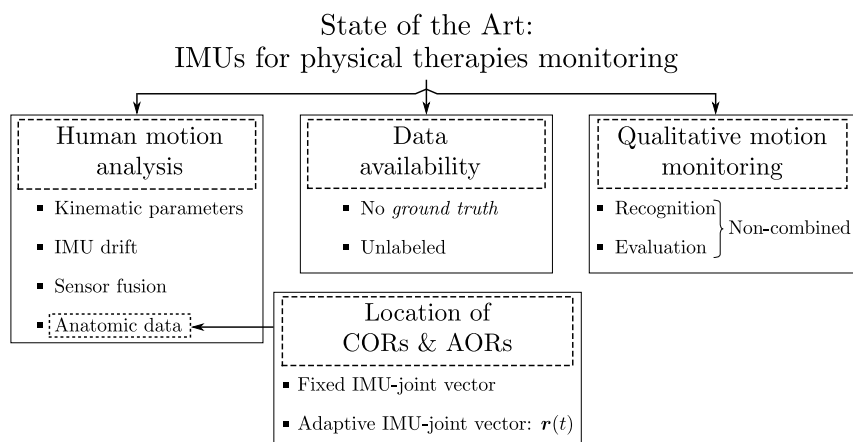 State of the Art:
IMUs for physical therapies monitoring
Human motion
analysis
▪ Kinematic parameters
▪ IMU drift
▪ Sensor fusion
▪ Anatomic data
Data
availability
▪ No ground truth
▪ Unlabeled
Qualitative motion
monitoring
▪ Recognition
▪ Evaluation
Non-combined
Location of
CORs & AORs
▪ Fixed IMU-joint vector
▪ Adaptive IMU-joint vector: r(t)